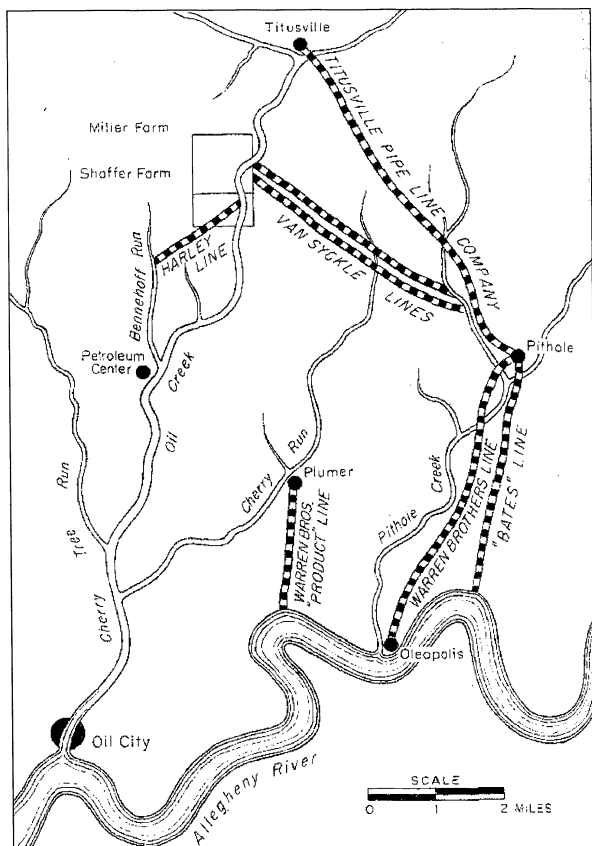 Titusville
TITUSVILLE PIPE LINE COMPANY
Miller Farm
Shaffer Farm
HARLEY LINE
VAN SYCKLE LINES
Bennehoff Run
Petroleum Center
Pithole
Oil Creek
Cherry Run
Plumer
Pithole Creek
WARREN BROTHERS LINE
"BATES" LINE
WARREN BROS. "PRODUCT" LINE
Cherry Tree Run
Oleopolis
Oil City
Allegheny River
SCALE
0 1 2 MILES